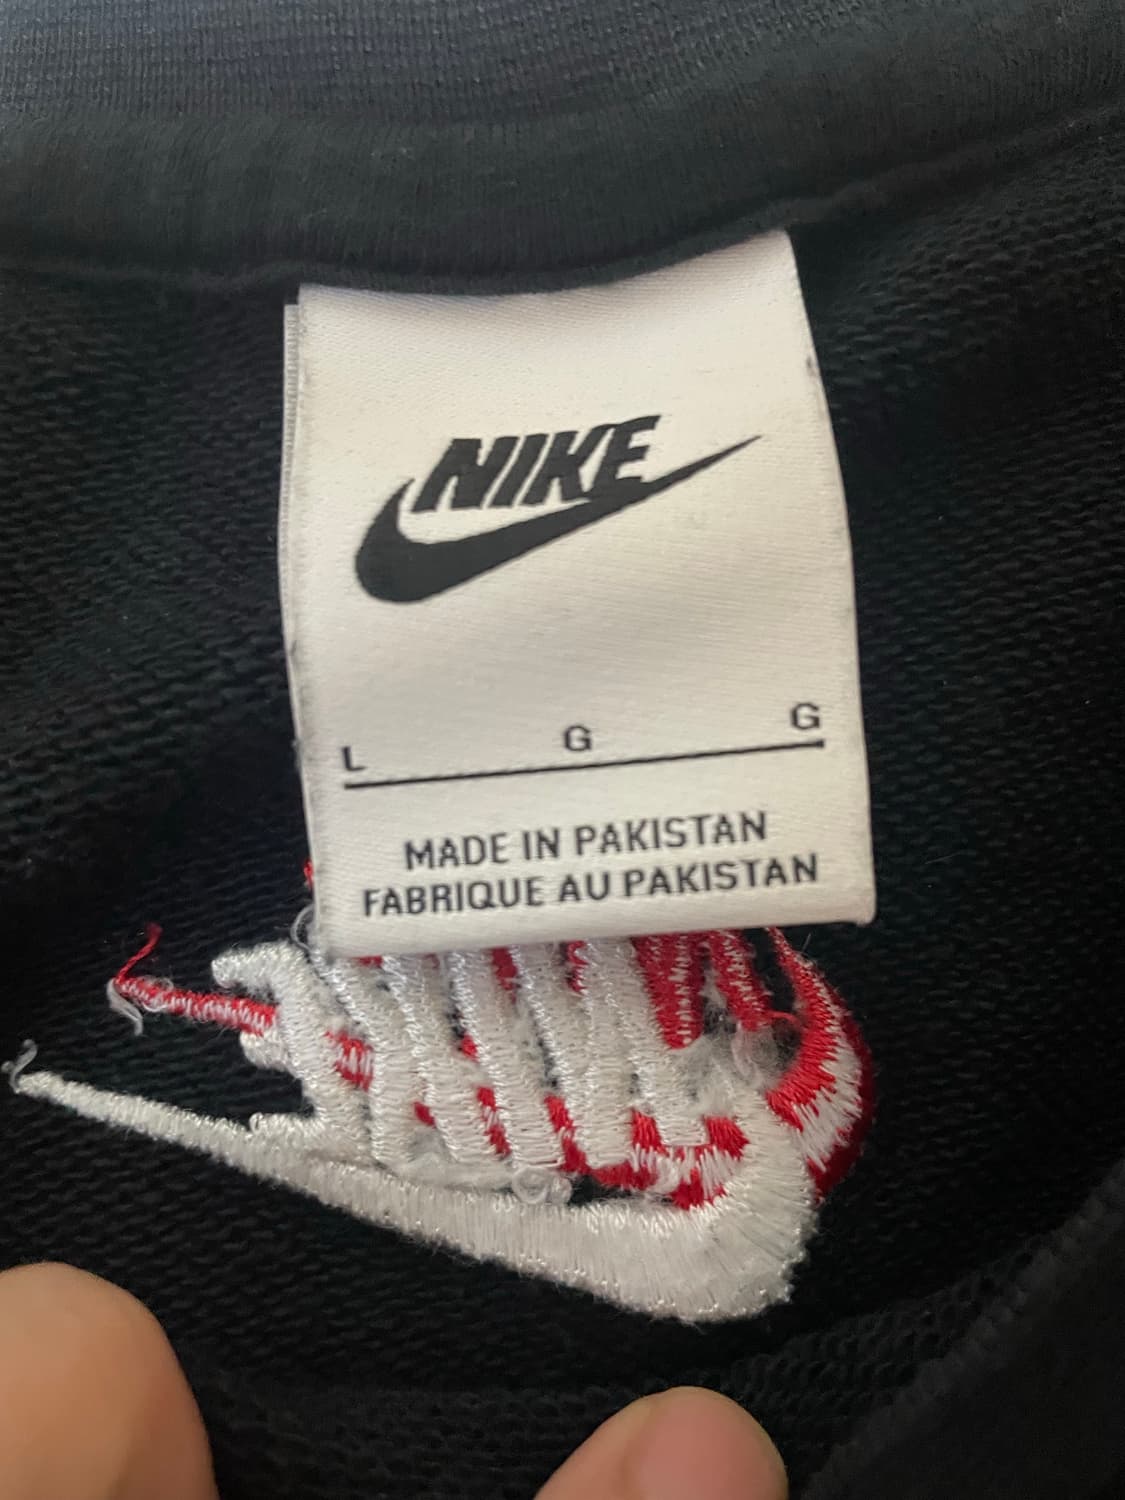 NIKE
L G G
MADE IN PAKISTAN
FABRIQUE AU PAKISTAN